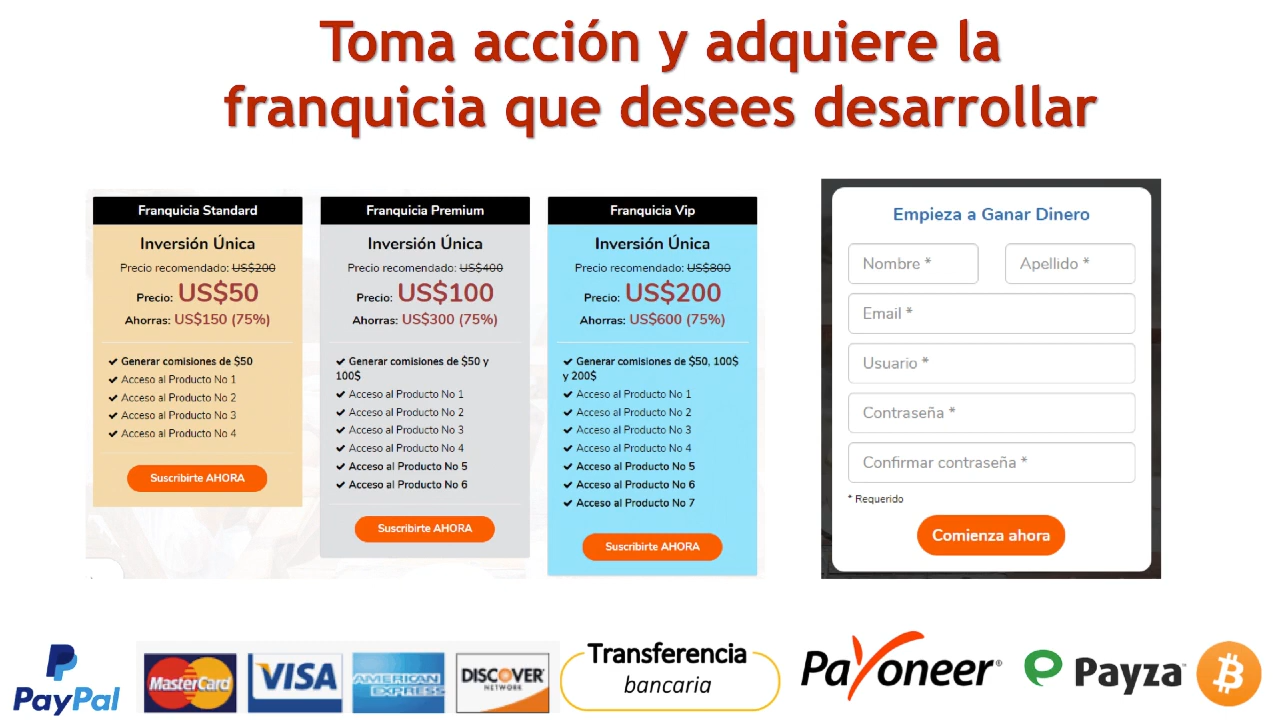 Toma acción y adquiere la
franquicia que desees desarrollar
Franquicia Standard
Inversión Única
Precio recomendado: US$200
Precio: US$50
Ahorras: US$150 (75%)
Generar comisiones de $50
Acceso al Producto No 1
Acceso al Producto No 2
Acceso al Producto No 3
Acceso al Producto No 4
Suscribirte AHORA
Franquicia Premium
Inversión Única
Precio recomendado: US$400
Precio: US$100
Ahorras: US$300 (75%)
Generar comisiones de $50 y
100$
Acceso al Producto No 1
Acceso al Producto No 2
Acceso al Producto No 3
Acceso al Producto No 4
Acceso al Producto No 5
Acceso al Producto No 6
Suscribirte AHORA
Franquicia Vip
Inversión Única
Precio recomendado: US$800
Precio: US$200
Ahorras: US$600 (75%)
Generar comisiones de $50, 100$
y 200$
Acceso al Producto No 1
Acceso al Producto No 2
Acceso al Producto No 3
Acceso al Producto No 4
Acceso al Producto No 5
Acceso al Producto No 6
Acceso al Producto No 7
Suscribirte AHORA
Empieza a Ganar Dinero
Nombre * Apellido *
Email *
Usuario *
Contraseña *
Confirmar contraseña *
* Requerido
Comienza ahora
PayPal
MasterCard
VISA
AMERICAN
EXPRESS
DISCOVER
NETWORK
Transferencia
bancaria
Payoneer®
Payza™